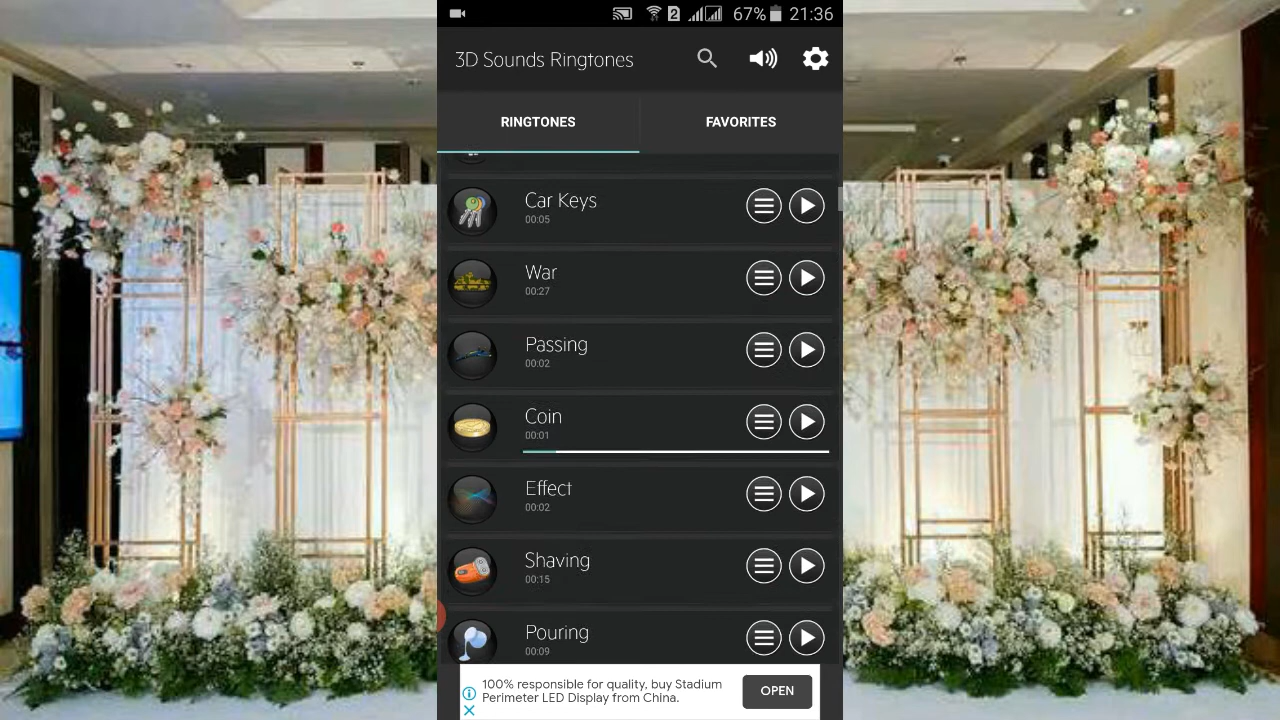 2 67% 21:36
3D Sounds Ringtones
RINGTONES FAVORITES
Car Keys
00:05
War
00:27
Passing
00:02
Coin
00:01
Effect
00:02
Shaving
00:15
Pouring
00:09
100% responsible for quality, buy Stadium
Perimeter LED Display from China.
OPEN